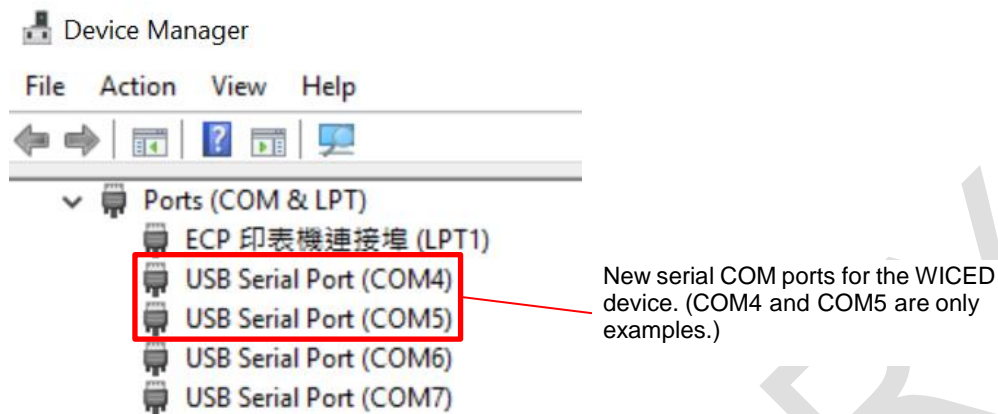 Device Manager
File Action View Help
Ports (COM & LPT)
ECP 印表機連接埠 (LPT1)
USB Serial Port (COM4)
USB Serial Port (COM5)
USB Serial Port (COM6)
USB Serial Port (COM7)
New serial COM ports for the WICED
device. (COM4 and COM5 are only
examples.)